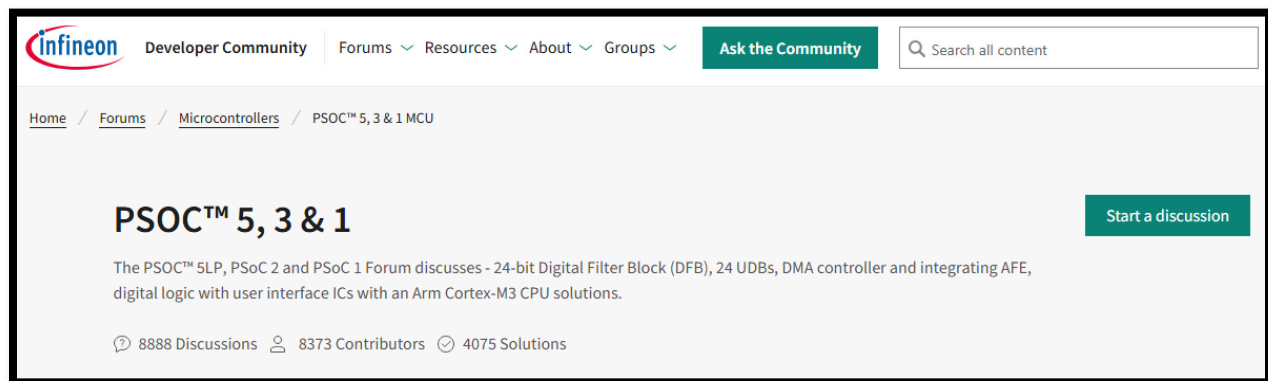 infineon Developer Community Forums Resources About Groups Ask the Community Search all content
Home / Forums / Microcontrollers / PSOC™ 5, 3 & 1 MCU
PSOC™ 5, 3 & 1
Start a discussion
The PSOC™ 5LP, PSoC 2 and PSoC 1 Forum discusses - 24-bit Digital Filter Block (DFB), 24 UDBs, DMA controller and integrating AFE,
digital logic with user interface ICs with an Arm Cortex-M3 CPU solutions.
8888 Discussions 8373 Contributors 4075 Solutions